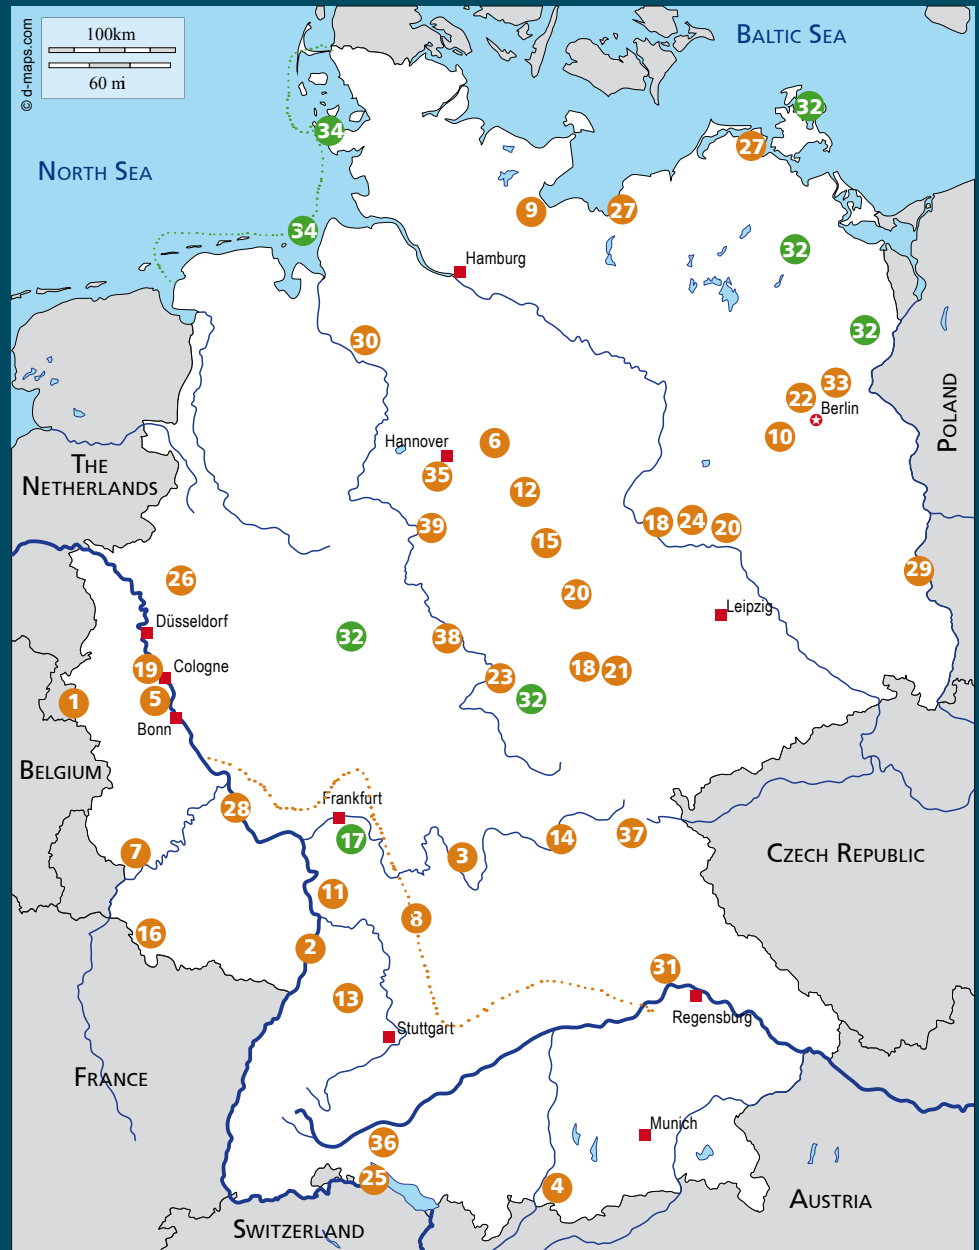 © d-maps.com
100km
60 mi
BALTIC SEA
32
34
27
NORTH SEA
9
27
34
32
Hamburg
32
30
33
22
Berlin
POLAND
6
10
Hannover
THE
NETHERLANDS
35
12
18
24
20
39
15
29
26
20
Düsseldorf
Leipzig
32
38
19
Cologne
18
21
23
1
5
32
Bonn
BELGIUM
Frankfurt
28
17
14
37
7
3
CZECH REPUBLIC
11
8
16
2
31
13
Regensburg
Stuttgart
FRANCE
Munich
36
25
4
AUSTRIA
SWITZERLAND